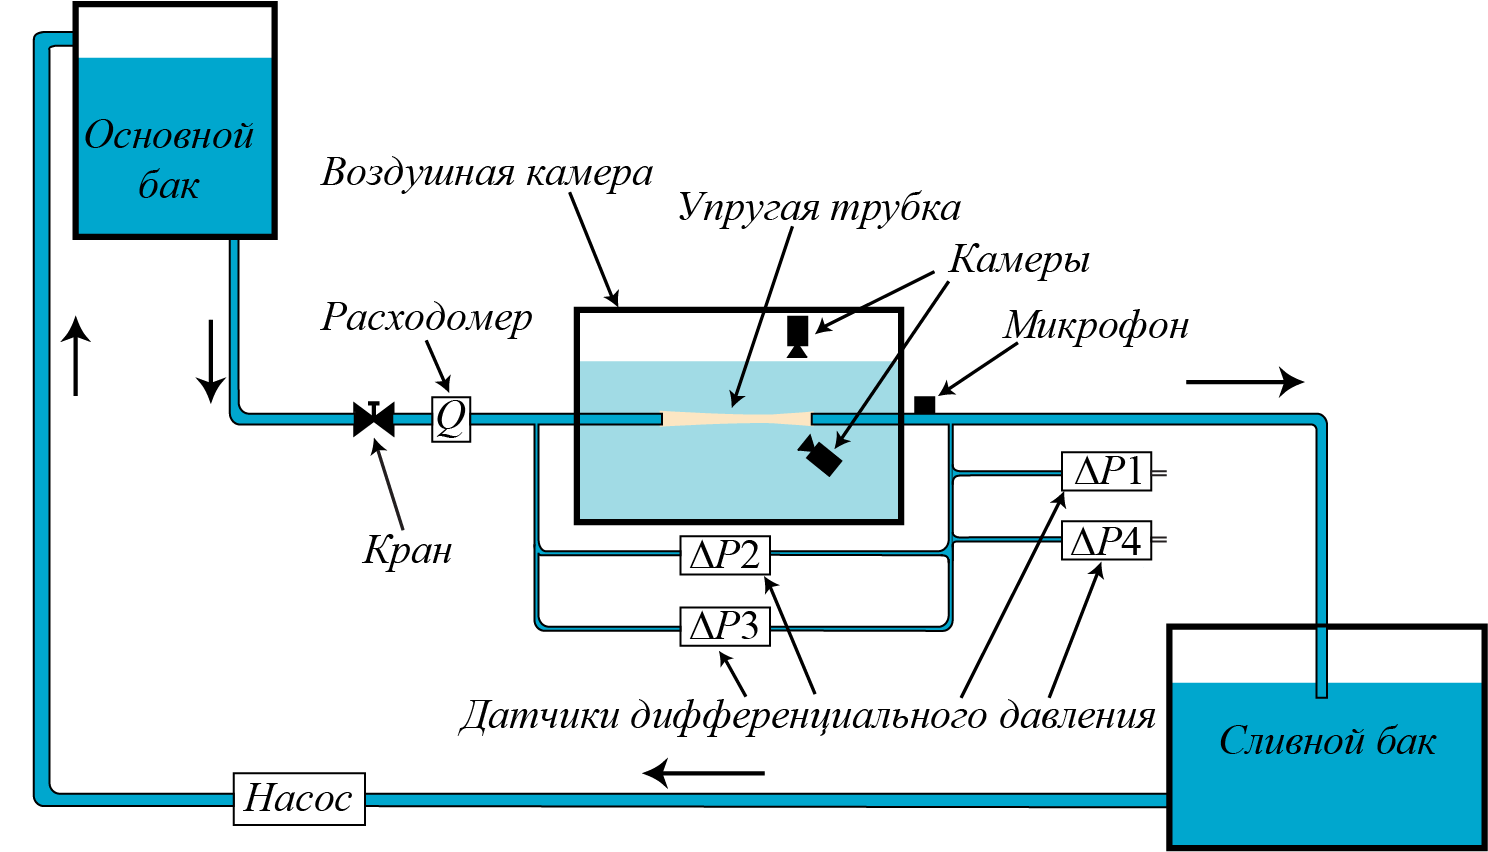 Основной
бак
Воздушная камера
Упругая трубка
Камеры
Расходомер
Микрофон
Q
ΔP1
Кран
ΔP2
ΔP4
ΔP3
Датчики дифференциального давления
Сливной бак
Насос